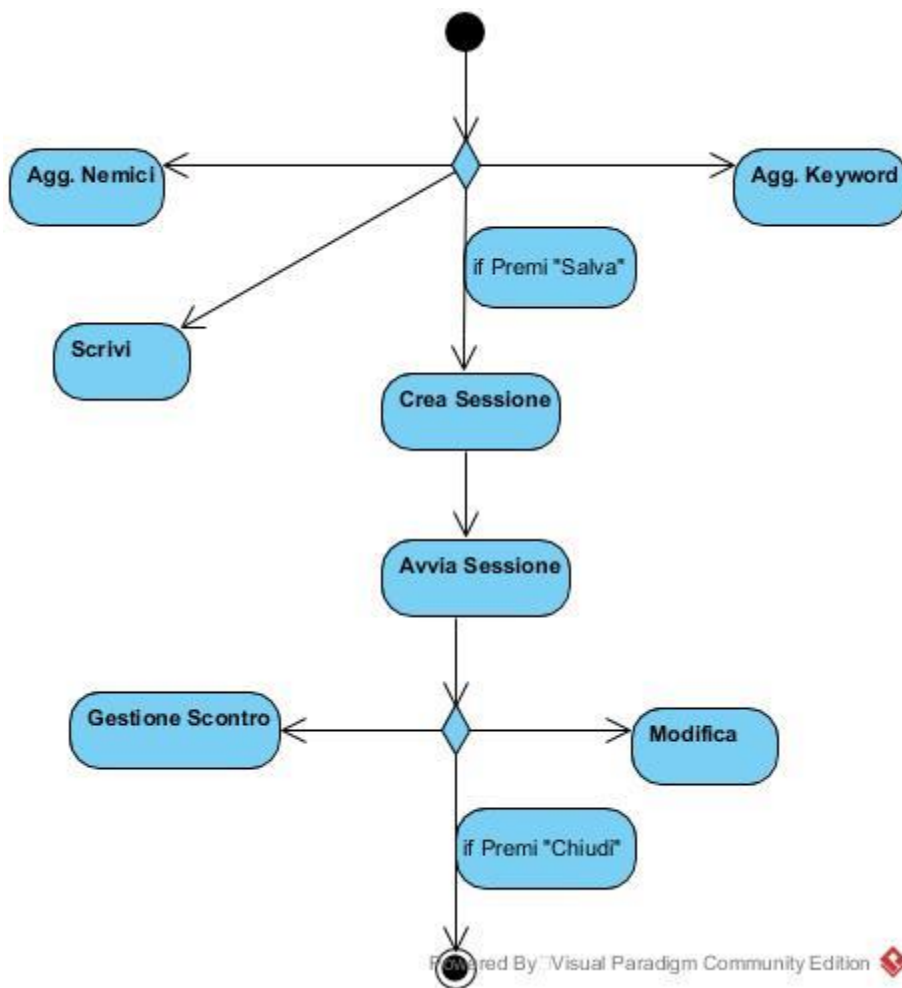 Agg. Nemici
Agg. Keyword
if Premi "Salva"
Scrivi
Crea Sessione
Avvia Sessione
Gestione Scontro
Modifica
if Premi "Chiudi"
Powered By Visual Paradigm Community Edition